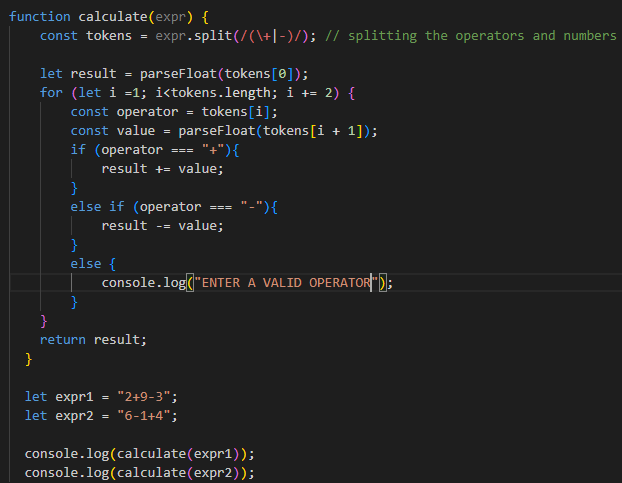 function calculate(expr) {
    const tokens = expr.split(/(\+|-)/); // splitting the operators and numbers

    let result = parseFloat(tokens[0]);
    for (let i =1; i<tokens.length; i += 2) {
        const operator = tokens[i];
        const value = parseFloat(tokens[i + 1]);
        if (operator === "+"){
            result += value;
        }
        else if (operator === "-"){
            result -= value;
        }
        else {
            console.log("ENTER A VALID OPERATOR");
        }
    }
    return result;
  }

  let expr1 = "2+9-3";
  let expr2 = "6-1+4";

  console.log(calculate(expr1));
  console.log(calculate(expr2));